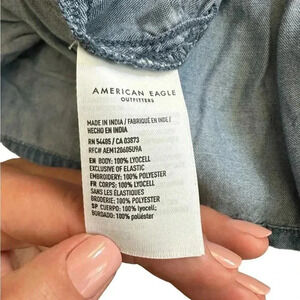 AMERICAN EAGLE
OUTFITTERS
MADE IN INDIA / FABRIQUÉ EN INDE /
HECHO EN INDIA
RN 54485 / CA 03873
RFC# AEM120605U9A
EN BODY: 100% LYOCELL
EXCLUSIVE OF ELASTIC
EMBROIDERY: 100% POLYESTER
FR CORPS: 100% LYOCELL
SANS LES ÉLASTIQUES
BRODERIE; 100% POLYESTER
SP CUERPO: 100% lyocell;
BORDADO: 100% poliéster